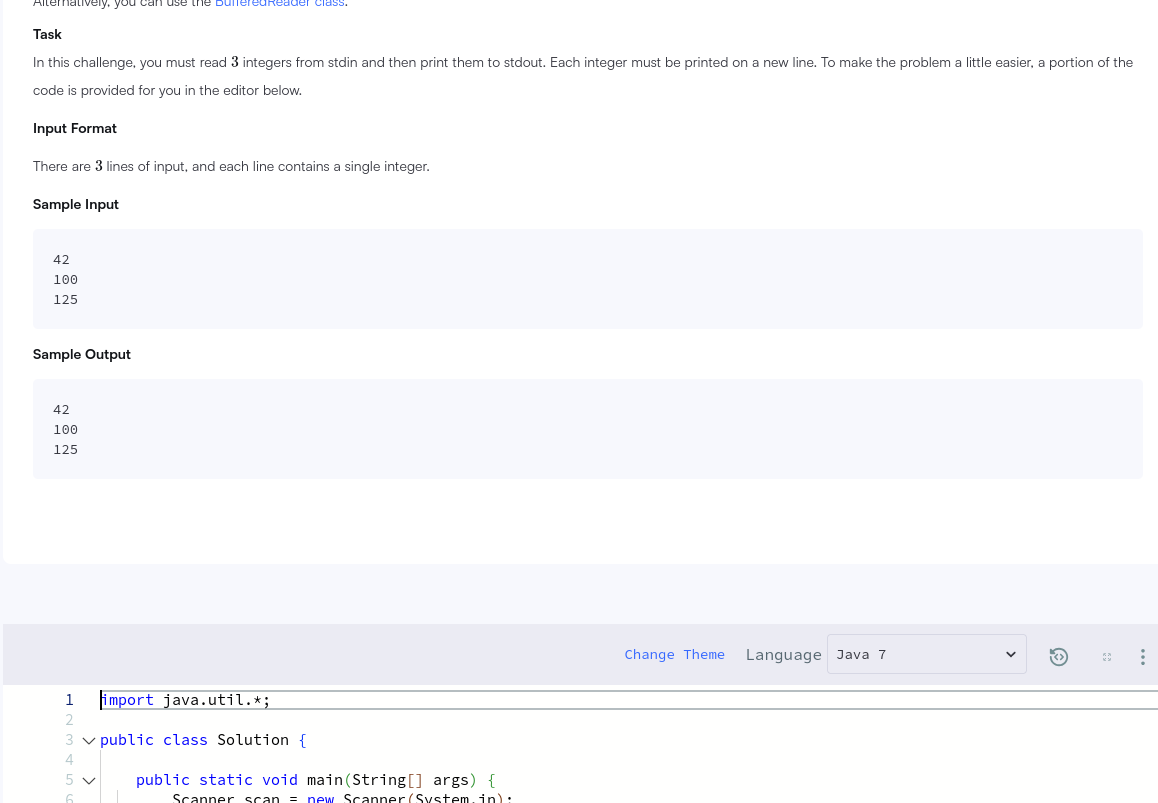 Alternatively, you can use the BufferedReader class.
Task
In this challenge, you must read 3 integers from stdin and then print them to stdout. Each integer must be printed on a new line. To make the problem a little easier, a portion of the
code is provided for you in the editor below.
Input Format
There are 3 lines of input, and each line contains a single integer.
Sample Input
42
100
125
Sample Output
42
100
125
Change Theme Language Java 7
1 import java.util.*;
2
3 public class Solution {
4
5 public static void main(String[] args) {
6 Scanner scan = new Scanner(System.in);